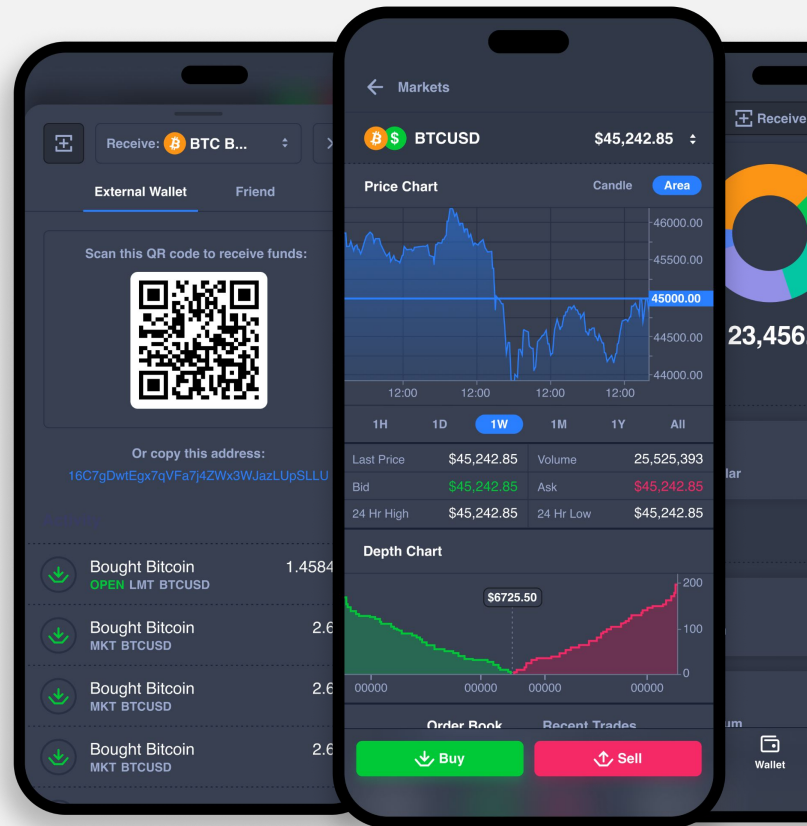 Receive: BTC B...
External Wallet Friend
Scan this QR code to receive funds:
Or copy this address:
16C7gDwtEgx7qVFa7j4ZWx3WJazLUpSLLU
Bought Bitcoin 1.4584
OPEN LMT BTCUSD
Bought Bitcoin 2.6
MKT BTCUSD
Bought Bitcoin 2.6
MKT BTCUSD
Bought Bitcoin 2.6
MKT BTCUSD
Markets
BTCUSD $45,242.85
Price Chart Candle Area
46000.00
45500.00
45000.00
44500.00
44000.00
12:00 12:00 12:00 12:00
1H 1D 1W 1M 1Y All
Last Price $45,242.85 Volume 25,525,393
Bid $45,242.85 Ask $45,242.85
24 Hr High $45,242.85 24 Hr Low $45,242.85
Depth Chart
$6725.50
200
100
0
00000 00000 00000 00000
Order Book Recent Trades
Buy Sell
Receive
23,456
lar
um
Wallet